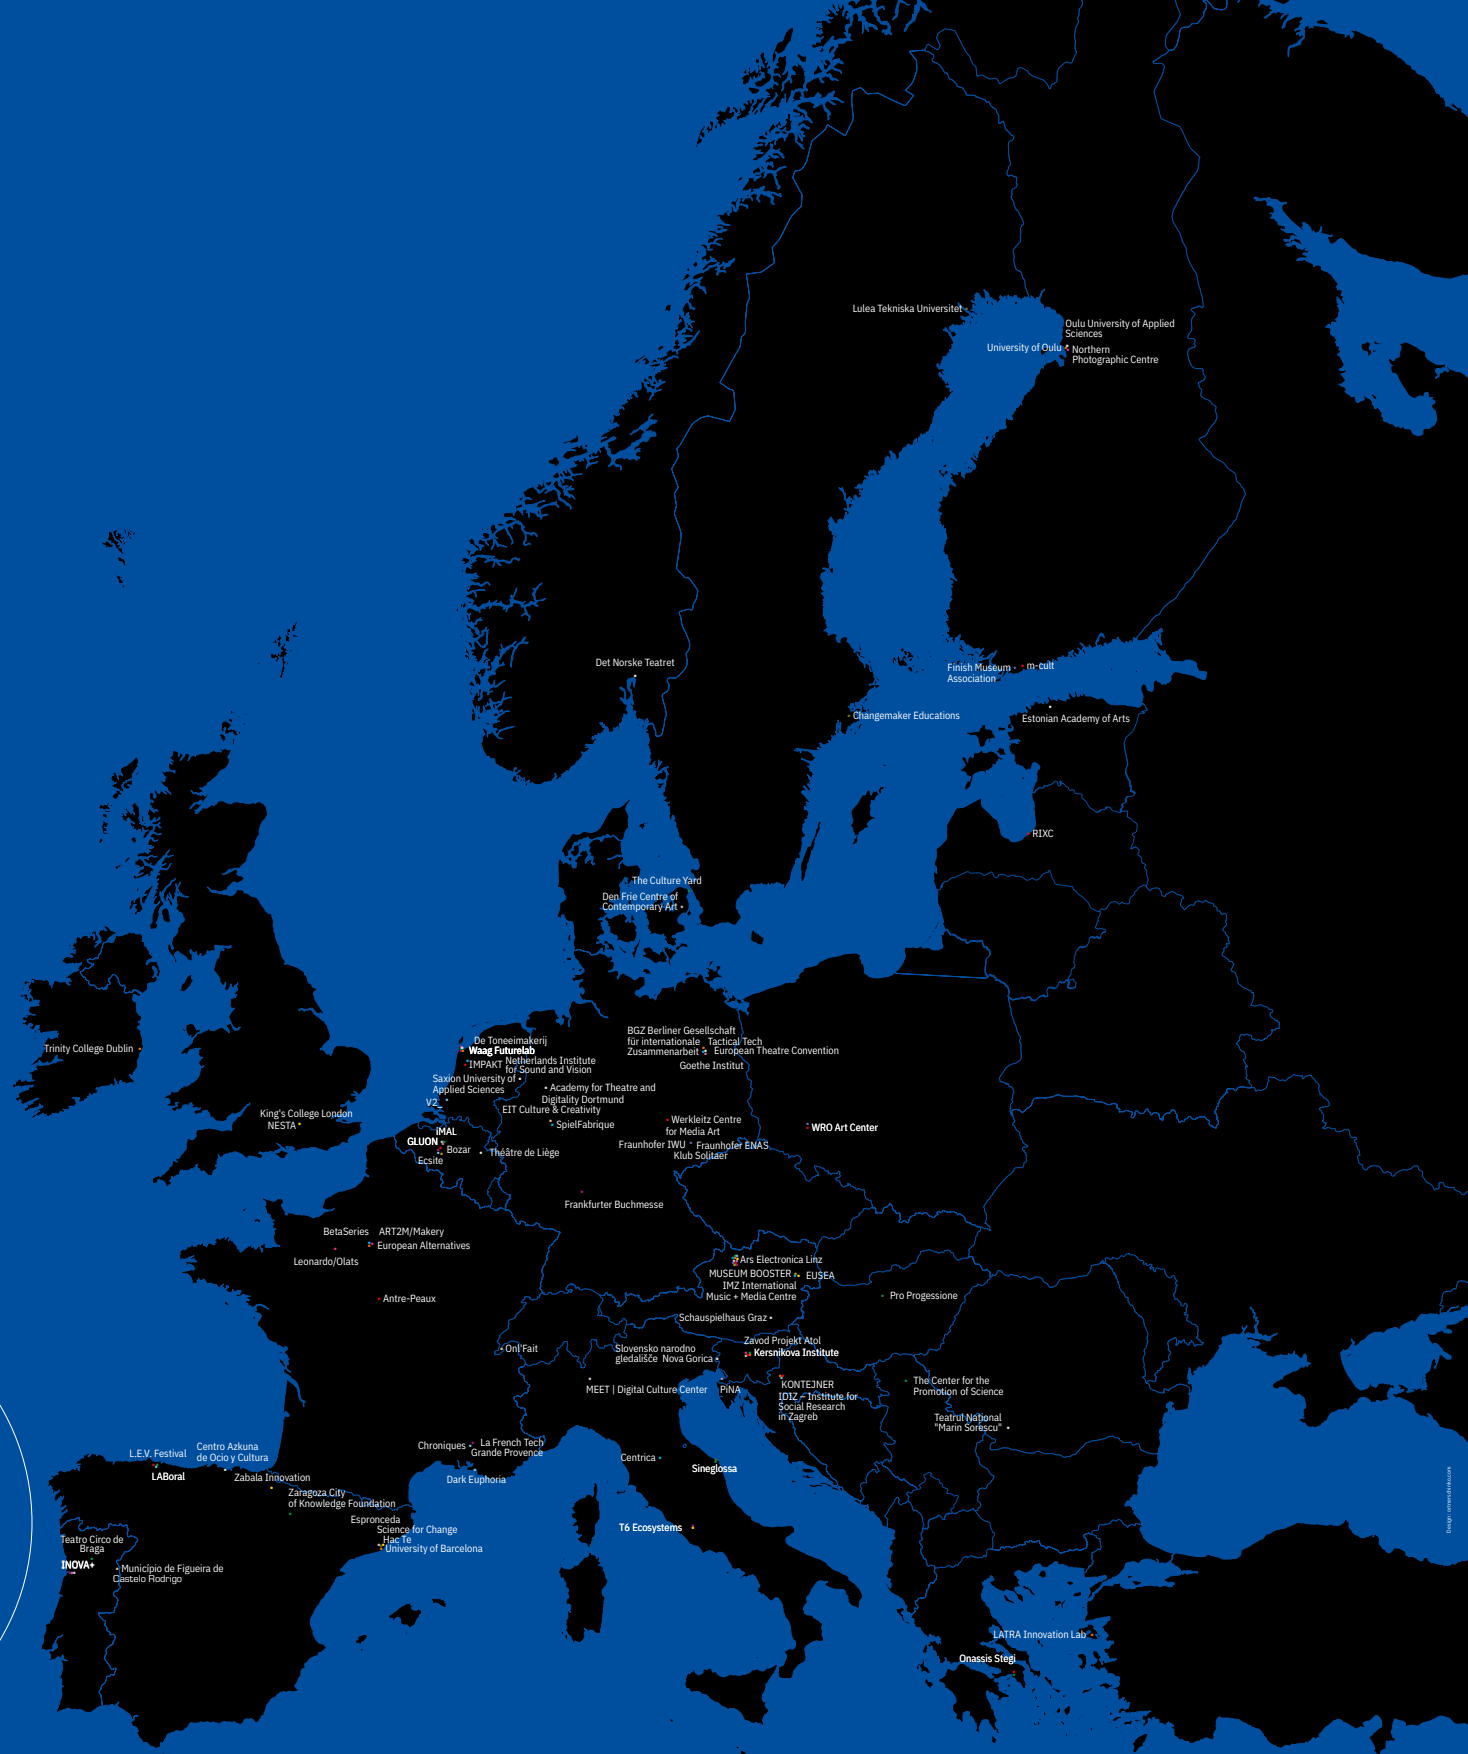 Lulea Tekniska Universitet
Oulu University of Applied
Sciences
University of Oulu
Northern
Photographic Centre
Det Norske Teatret
Finish Museum
Association
m-cult
Changemaker Educations
Estonian Academy of Arts
RIXC
The Culture Yard
Den Frie Centre of
Contemporary Art
Trinity College Dublin
King's College London
NESTA
De Toneeimakerij
Waag Futurelab
IMPAKT
Netherlands Institute
for Sound and Vision
Saxion University of
Applied Sciences
V2_
Academy for Theatre and
Digitality Dortmund
EIT Culture & Creativity
SpielFabrique
iMAL
GLUON
Bozar
Ecsite
Théâtre de Liège
BGZ Berliner Gesellschaft
für internationale
Zusammenarbeit
Tactical Tech
European Theatre Convention
Goethe Institut
Werkleitz Centre
for Media Art
Fraunhofer IWU
Fraunhofer ENAS
Klub Solitaer
WRO Art Center
Frankfurter Buchmesse
BetaSeries
ART2M/Makery
European Alternatives
Leonardo/Olats
Antre-Peaux
Ars Electronica Linz
MUSEUM BOOSTER
EUSEA
IMZ International
Music + Media Centre
Pro Progessione
Schauspielhaus Graz
Zavod Projekt Atol
Kersnikova Institute
Slovensko narodno
gledališče Nova Gorica
Onl'Fait
MEET | Digital Culture Center
PiNA
KONTEJNER
IDIZ – Institute for
Social Research
in Zagreb
The Center for the
Promotion of Science
Teatrul National
"Marin Sorescu"
Chroniques
La French Tech
Grande Provence
Dark Euphoria
Centrica
Sineglossa
T6 Ecosystems
L.E.V. Festival
LABoral
Centro Azkuna
de Ocio y Cultura
Zabala Innovation
Zaragoza City
of Knowledge Foundation
Espronceda
Science for Change
Hac Te
University of Barcelona
Teatro Circo de
Braga
INOVA+
Município de Figueira de
Castelo Rodrigo
LATRA Innovation Lab
Onassis Stegi